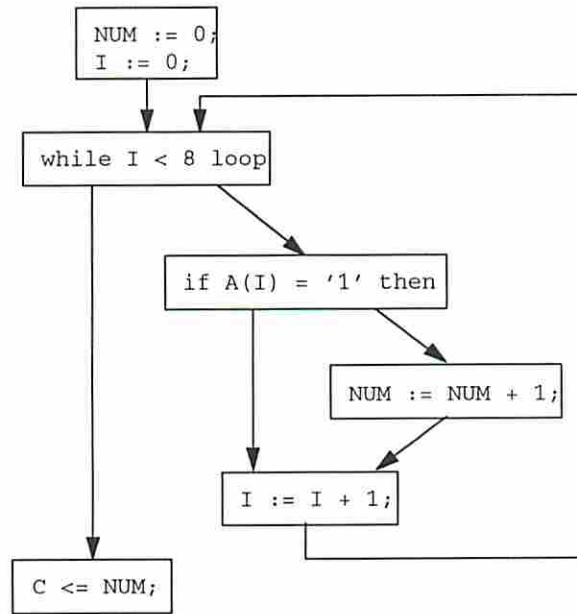 NUM := 0;
I := 0;
while I < 8 loop
if A(I) = '1' then
NUM := NUM + 1;
I := I + 1;
C <= NUM;